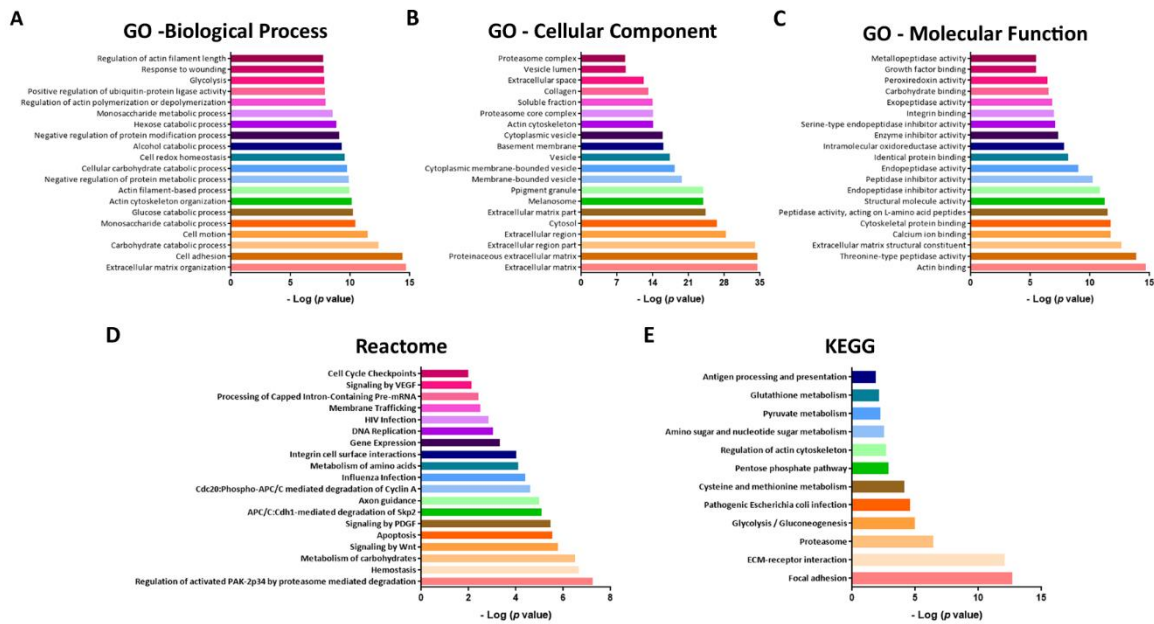 A
GO -Biological Process
Regulation of actin filament length
Response to wounding
Glycolysis
Positive regulation of ubiquitin-protein ligase activity
Regulation of actin polymerization or depolymerization
Monosaccharide metabolic process
Hexose catabolic process
Negative regulation of protein modification process
Alcohol catabolic process
Cell redox homeostasis
Cellular carbohydrate catabolic process
Negative regulation of protein metabolic process
Actin filament-based process
Actin cytoskeleton organization
Glucose catabolic process
Monosaccharide catabolic process
Cell motion
Carbohydrate catabolic process
Cell adhesion
Extracellular matrix organization
0 5 10 15
- Log (p value)
B
GO - Cellular Component
Proteasome complex
Vesicle lumen
Extracellular space
Collagen
Soluble fraction
Proteasome core complex
Actin cytoskeleton
Cytoplasmic vesicle
Basement membrane
Vesicle
Cytoplasmic membrane-bounded vesicle
Membrane-bounded vesicle
Ppigment granule
Melanosome
Extracellular matrix part
Cytosol
Extracellular region
Extracellular region part
Proteinaceous extracellular matrix
Extracellular matrix
0 7 14 21 28 35
- Log (p value)
C
GO - Molecular Function
Metallopeptidase activity
Growth factor binding
Peroxiredoxin activity
Carbohydrate binding
Exopeptidase activity
Integrin binding
Serine-type endopeptidase inhibitor activity
Enzyme inhibitor activity
Intramolecular oxidoreductase activity
Identical protein binding
Endopeptidase activity
Peptidase inhibitor activity
Endopeptidase inhibitor activity
Structural molecule activity
Peptidase activity, acting on L-amino acid peptides
Cytoskeletal protein binding
Calcium ion binding
Extracellular matrix structural constituent
Threonine-type peptidase activity
Actin binding
0 5 10 15
- Log (p value)
D
Reactome
Cell Cycle Checkpoints
Signaling by VEGF
Processing of Capped Intron-Containing Pre-mRNA
Membrane Trafficking
HIV Infection
DNA Replication
Gene Expression
Integrin cell surface interactions
Metabolism of amino acids
Influenza Infection
Cdc20:Phospho-APC/C mediated degradation of Cyclin A
Axon guidance
APC/C:Cdh1-mediated degradation of Skp2
Signaling by PDGF
Apoptosis
Signaling by Wnt
Metabolism of carbohydrates
Hemostasis
Regulation of activated PAK-2p34 by proteasome mediated degradation
0 2 4 6 8
- Log (p value)
E
KEGG
Antigen processing and presentation
Glutathione metabolism
Pyruvate metabolism
Amino sugar and nucleotide sugar metabolism
Regulation of actin cytoskeleton
Pentose phosphate pathway
Cysteine and methionine metabolism
Pathogenic Escherichia coli infection
Glycolysis / Gluconeogenesis
Proteasome
ECM-receptor interaction
Focal adhesion
0 5 10 15
- Log (p value)